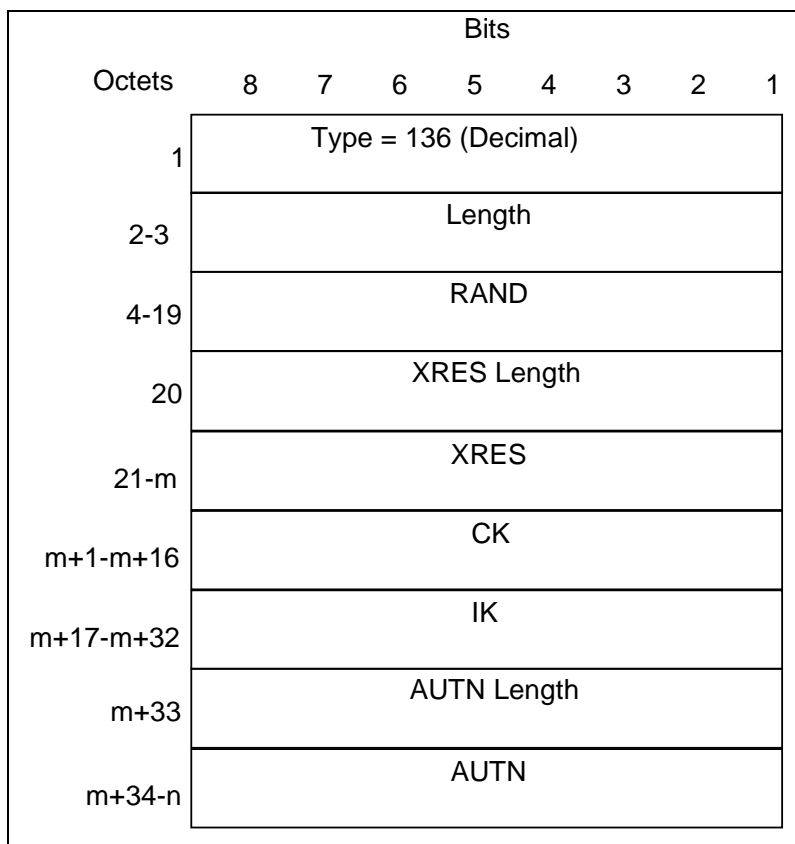 Bits
Octets 8 7 6 5 4 3 2 1
1 Type = 136 (Decimal)
2-3 Length
4-19 RAND
20 XRES Length
21-m XRES
m+1-m+16 CK
m+17-m+32 IK
m+33 AUTN Length
m+34-n AUTN